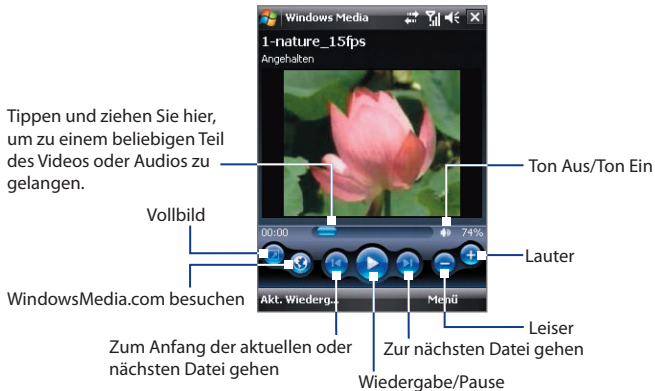 Windows Media
1-nature_15fps
Angehalten
Tippen und ziehen Sie hier,
um zu einem beliebigen Teil
des Videos oder Audios zu
gelangen.
Ton Aus/Ton Ein
Vollbild
00:00
74%
Lauter
WindowsMedia.com besuchen
Akt. Wiederg...
Menü
Leiser
Zum Anfang der aktuellen oder
nächsten Datei gehen
Zur nächsten Datei gehen
Wiedergabe/Pause